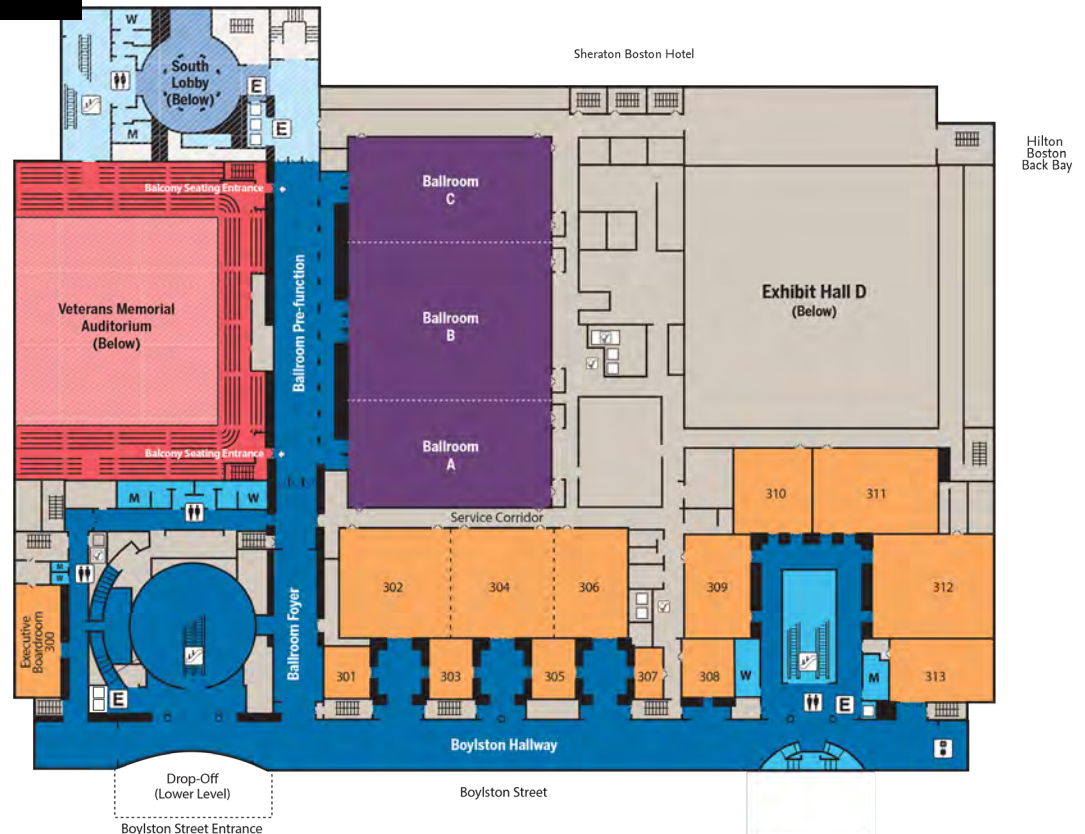 W
South
Lobby
(Below)
E
M
E
Sheraton Boston Hotel
Hilton
Boston
Back Bay
Balcony Seating Entrance
Ballroom
C
Veterans Memorial
Auditorium
(Below)
Ballroom Pre-function
Ballroom
B
Exhibit Hall D
(Below)
Balcony Seating Entrance
Ballroom
A
M
W
Service Corridor
310
311
M
W
302
304
306
309
312
Executive
Boardroom
300
Ballroom Foyer
301
303
305
307
308
W
M
313
E
E
Boylston Hallway
Drop-Off
(Lower Level)
Boylston Street
Boylston Street Entrance